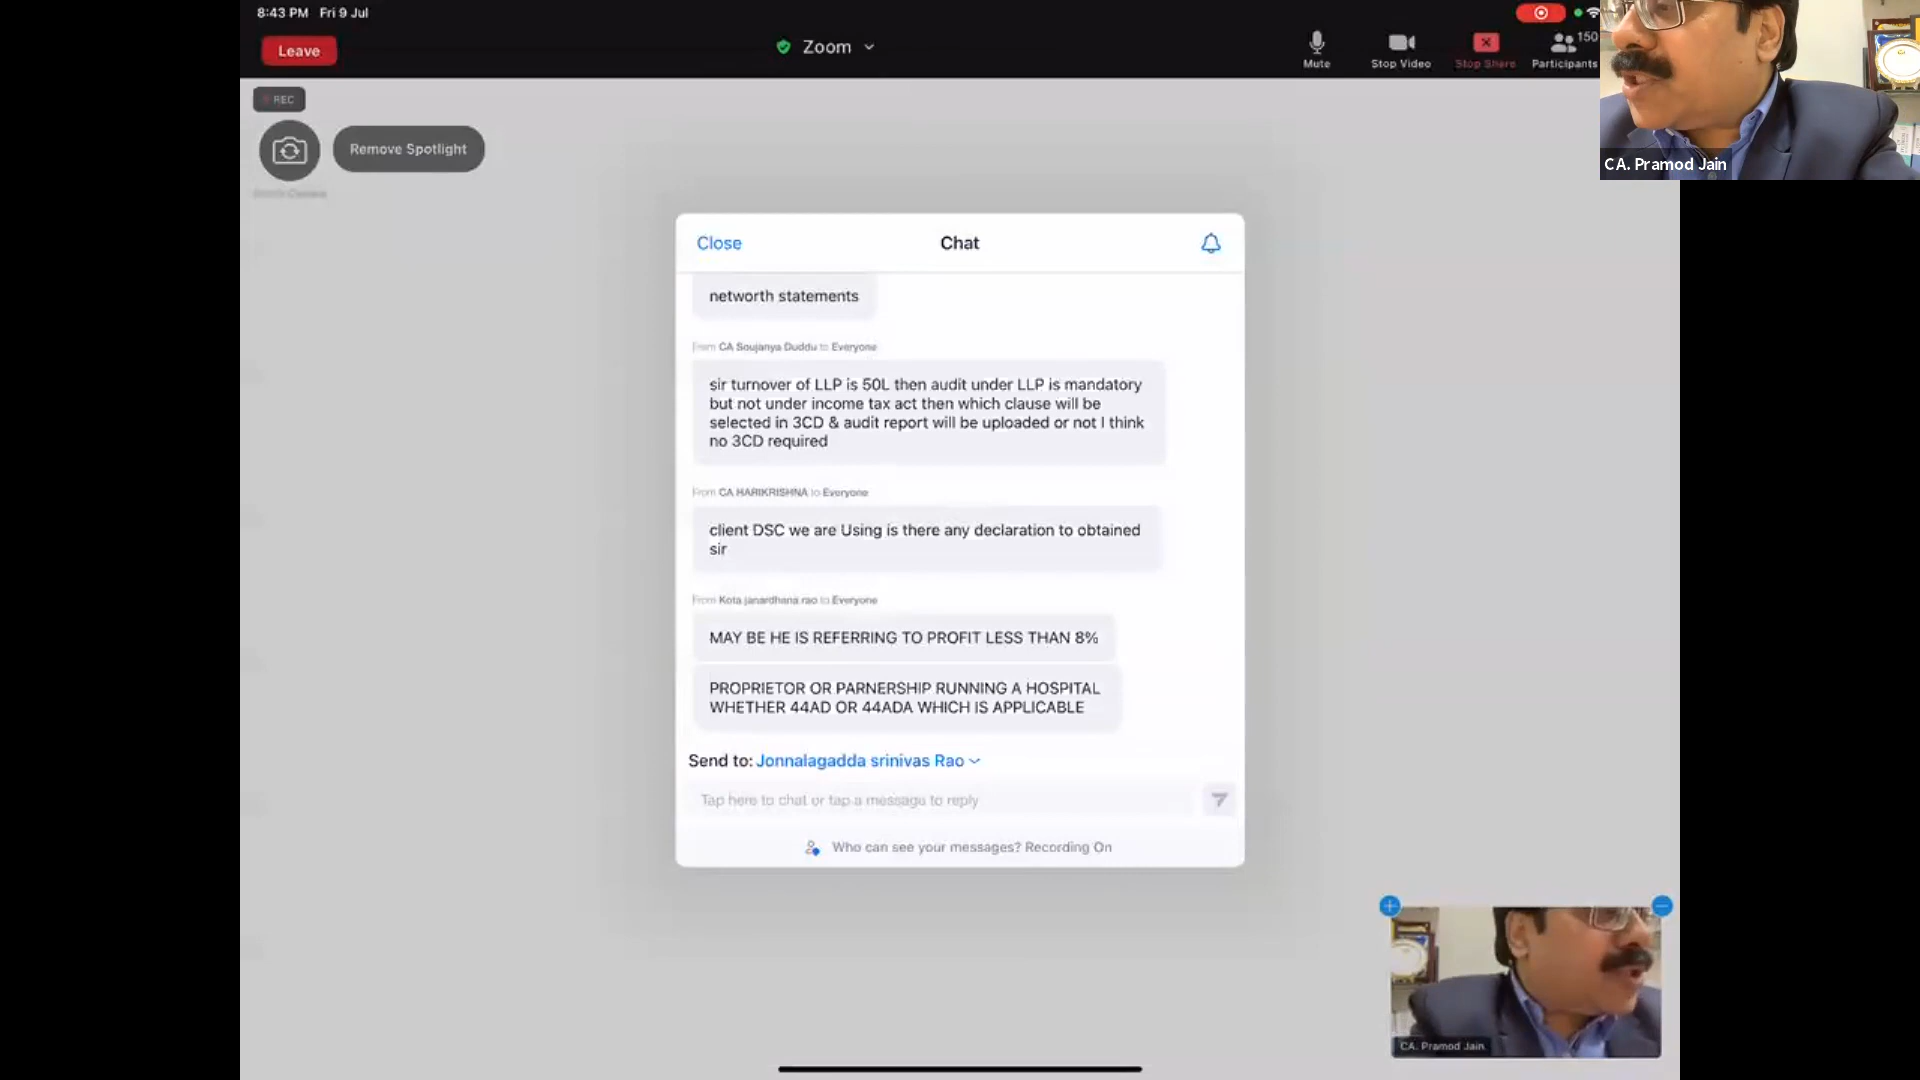 8:43 PM Fri 9 Jul
Leave
Zoom
Mute
Stop Video
Stop Share
150
Participants
CA. Pramod Jain
REC
Remove Spotlight
Close
Chat
networth statements
From CA Soujanya Duddu to Everyone
sir turnover of LLP is 50L then audit under LLP is mandatory
but not under income tax act then which clause will be
selected in 3CD & audit report will be uploaded or not I think
no 3CD required
From CA HARIKRISHNA to Everyone
client DSC we are Using is there any declaration to obtained
sir
From Kota janardhana rao to Everyone
MAY BE HE IS REFERRING TO PROFIT LESS THAN 8%
PROPRIETOR OR PARNERSHIP RUNNING A HOSPITAL
WHETHER 44AD OR 44ADA WHICH IS APPLICABLE
Send to: Jonnalagadda srinivas Rao
Tap here to chat or tap a message to reply
Who can see your messages? Recording On
CA. Pramod Jain